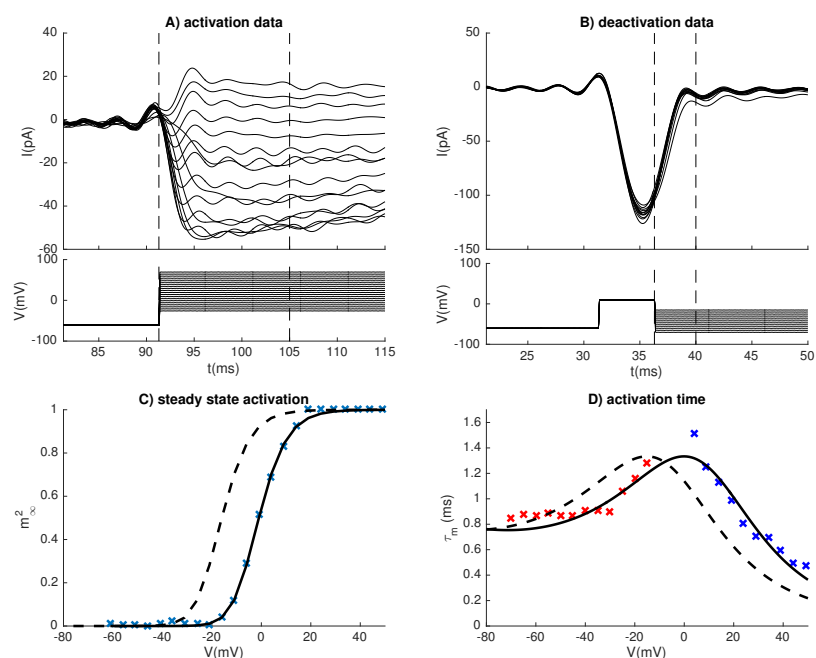 A) activation data
40
20
0
-20
-40
-60
I(pA)
100
0
-100
V(mV)
85 90 95 100 105 110 115
t(ms)
B) deactivation data
50
0
-50
-100
-150
I(pA)
100
0
-100
V(mV)
25 30 35 40 45 50
t(ms)
C) steady state activation
1
0.8
0.6
0.4
0.2
0
m²∞
-80 -60 -40 -20 0 20 40
V(mV)
D) activation time
1.6
1.4
1.2
1
0.8
0.6
0.4
0.2
0
τm (ms)
-80 -60 -40 -20 0 20 40
V(mV)